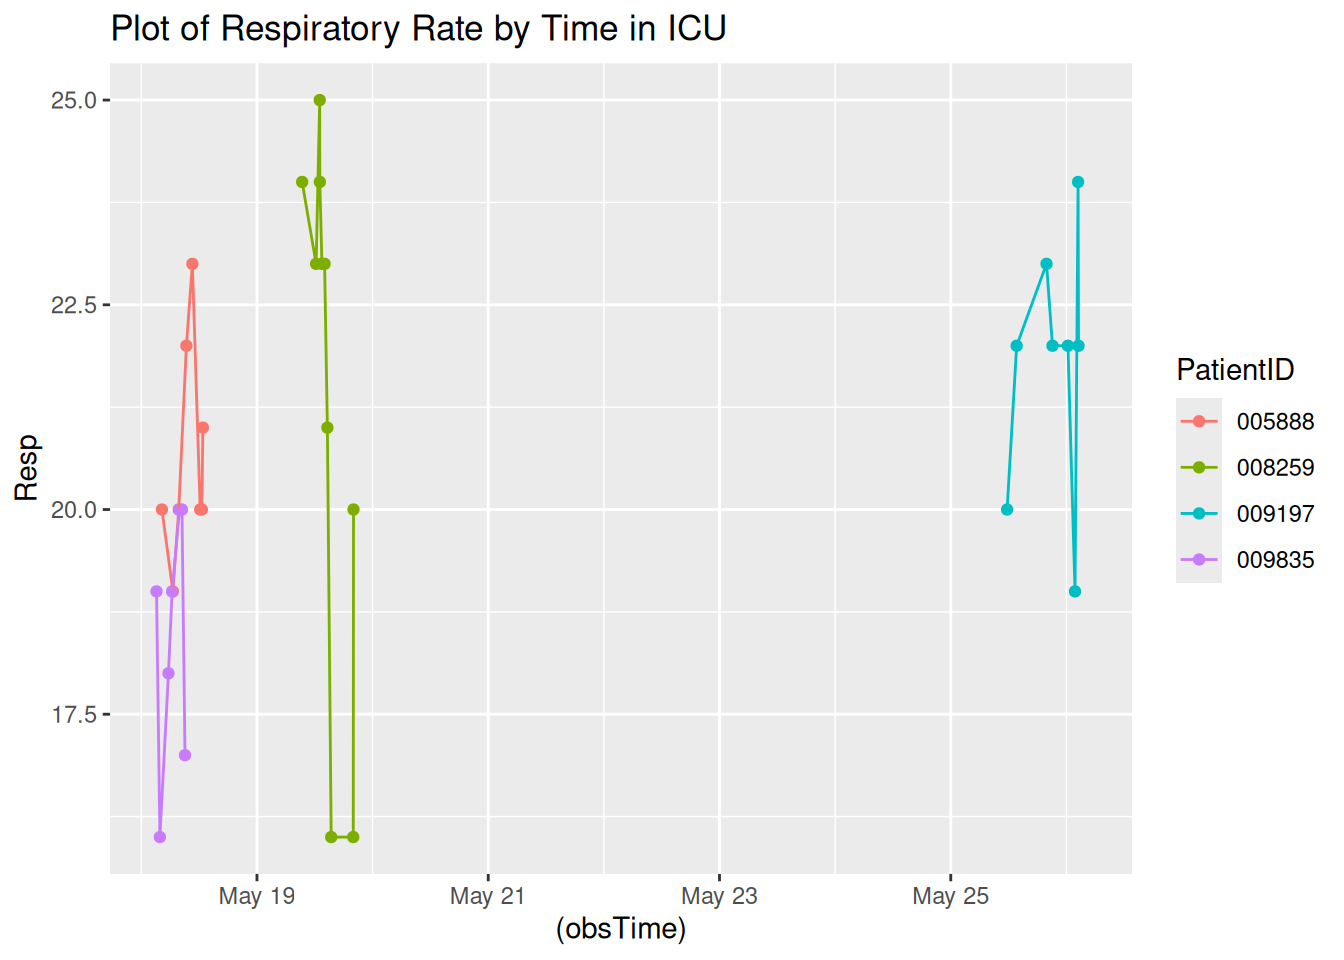 Plot of Respiratory Rate by Time in ICU
25.0
22.5
20.0
17.5
Resp
May 19
May 21
May 23
May 25
(obsTime)
PatientID
005888
008259
009197
009835